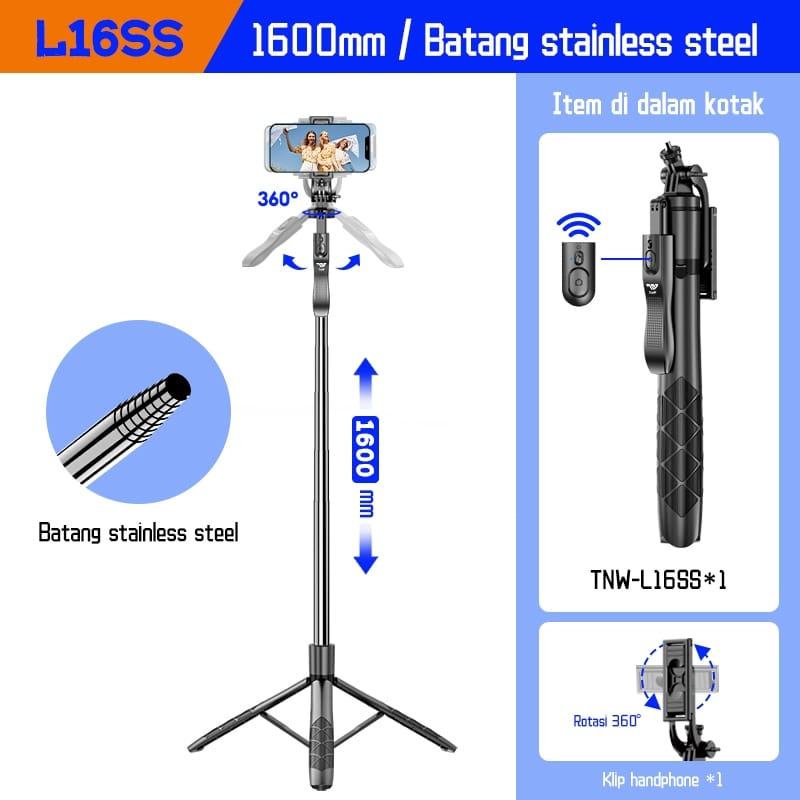 L16SS
1600mm / Batang stainless steel
Item di dalam kotak
360°
1600 mm
Batang stainless steel
TNW-L16SS*1
Rotasi 360°
Klip handphone *1